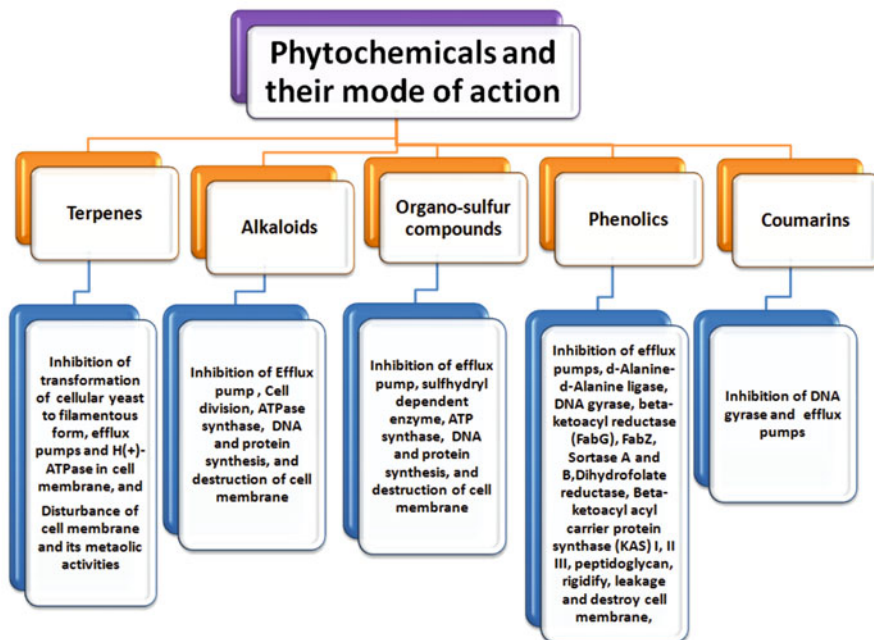 Phytochemicals and
their mode of action
Terpenes
Alkaloids
Organo-sulfur
compounds
Phenolics
Coumarins
Inhibition of
transformation
of cellular yeast
to filamentous
form, efflux
pumps and H(+)-
ATPase in cell
membrane, and
Disturbance of
cell membrane
and its metaolic
activities
Inhibition of Efflux
pump , Cell
division, ATPase
synthase, DNA
and protein
synthesis, and
destruction of cell
membrane
Inhibition of efflux
pump, sulfhydryl
dependent
enzyme, ATP
synthase, DNA
and protein
synthesis, and
destruction of cell
membrane
Inhibition of efflux
pumps, d-Alanine-
d-Alanine ligase,
DNA gyrase, beta-
ketoacyl reductase
(FabG), FabZ,
Sortase A and
B,Dihydrofolate
reductase, Beta-
ketoacyl acyl
carrier protein
synthase (KAS) I, II
III, peptidoglycan,
rigidify, leakage
and destroy cell
membrane,
Inhibition of DNA
gyrase and efflux
pumps